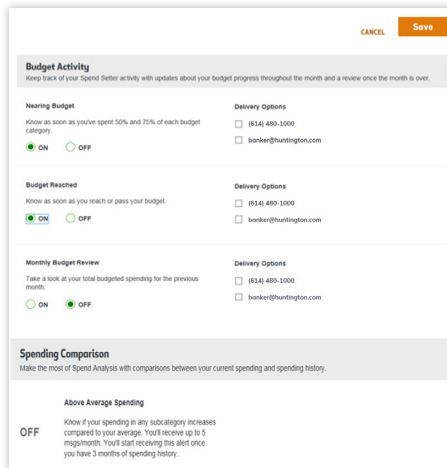 CANCEL Save
Budget Activity
Keep track of your Spend Setter activity with updates about your budget progress throughout the month and a review once the month is over.
Nearing Budget
Know as soon as you've spent 50% and 75% of each budget
category.
ON OFF
Delivery Options
(614) 480-1000
banker@huntington.com
Budget Reached
Know as soon as you reach or pass your budget.
ON OFF
Delivery Options
(614) 480-1000
banker@huntington.com
Monthly Budget Review
Take a look at your total budgeted spending for the previous
month.
ON OFF
Delivery Options
(614) 480-1000
banker@huntington.com
Spending Comparison
Make the most of Spend Analysis with comparisons between your current spending and spending history.
Above Average Spending
OFF
Know if your spending in any subcategory increases
compared to your average. You'll receive up to 5
msgs/month. You'll start receiving this alert once
you have 3 months of spending history.